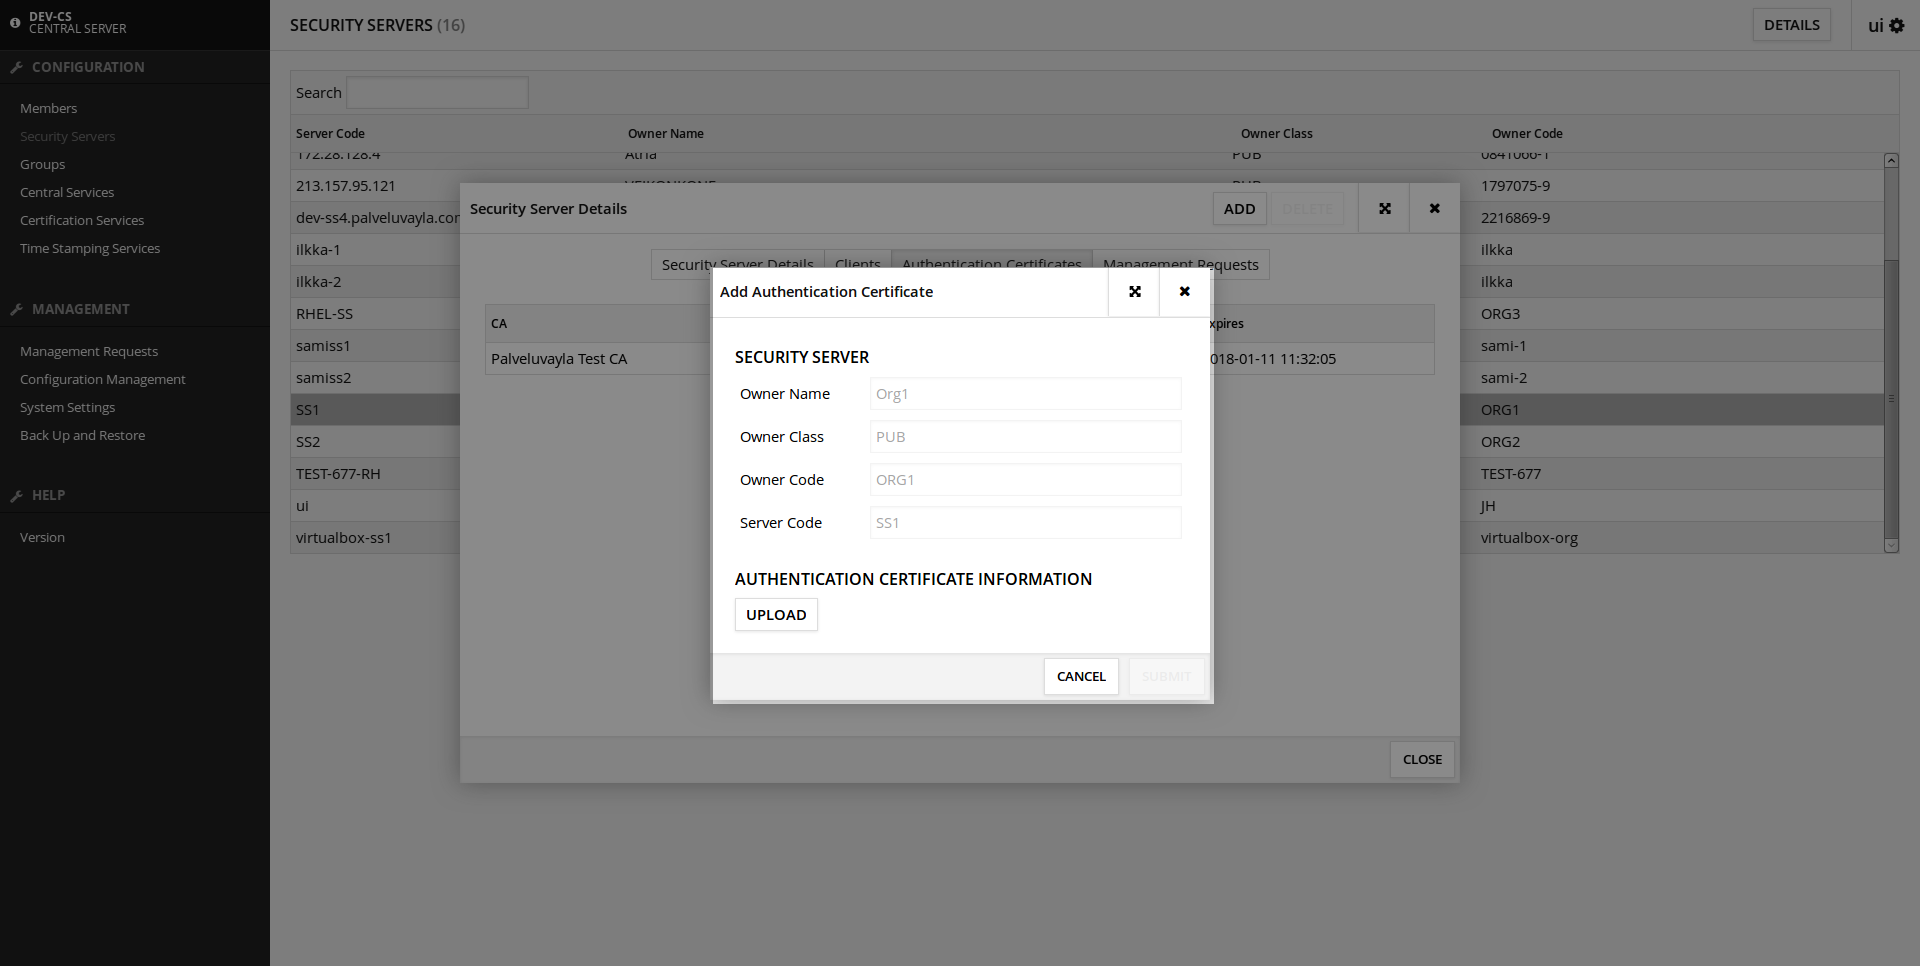 DEV-CS
CENTRAL SERVER
CONFIGURATION
Members
Security Servers
Groups
Central Services
Certification Services
Time Stamping Services
MANAGEMENT
Management Requests
Configuration Management
System Settings
Back Up and Restore
HELP
Version
SECURITY SERVERS (16)
DETAILS
ui
Search
Server Code Owner Name Owner Class Owner Code
172.28.128.4 Atria PUB 0841066-1
213.157.95.121 PUB 1797075-9
dev-ss4.palveluvayla.com 2216869-9
ilkka-1 ilkka
ilkka-2 ilkka
RHEL-SS ORG3
samiss1 sami-1
samiss2 sami-2
SS1 ORG1
SS2 ORG2
TEST-677-RH TEST-677
ui JH
virtualbox-ss1 virtualbox-org
Security Server Details
ADD DELETE
Security Server Details Clients Authentication Certificates Management Requests
CA xpires
Palveluvayla Test CA 018-01-11 11:32:05
CLOSE
Add Authentication Certificate
SECURITY SERVER
Owner Name Org1
Owner Class PUB
Owner Code ORG1
Server Code SS1
AUTHENTICATION CERTIFICATE INFORMATION
UPLOAD
CANCEL SUBMIT